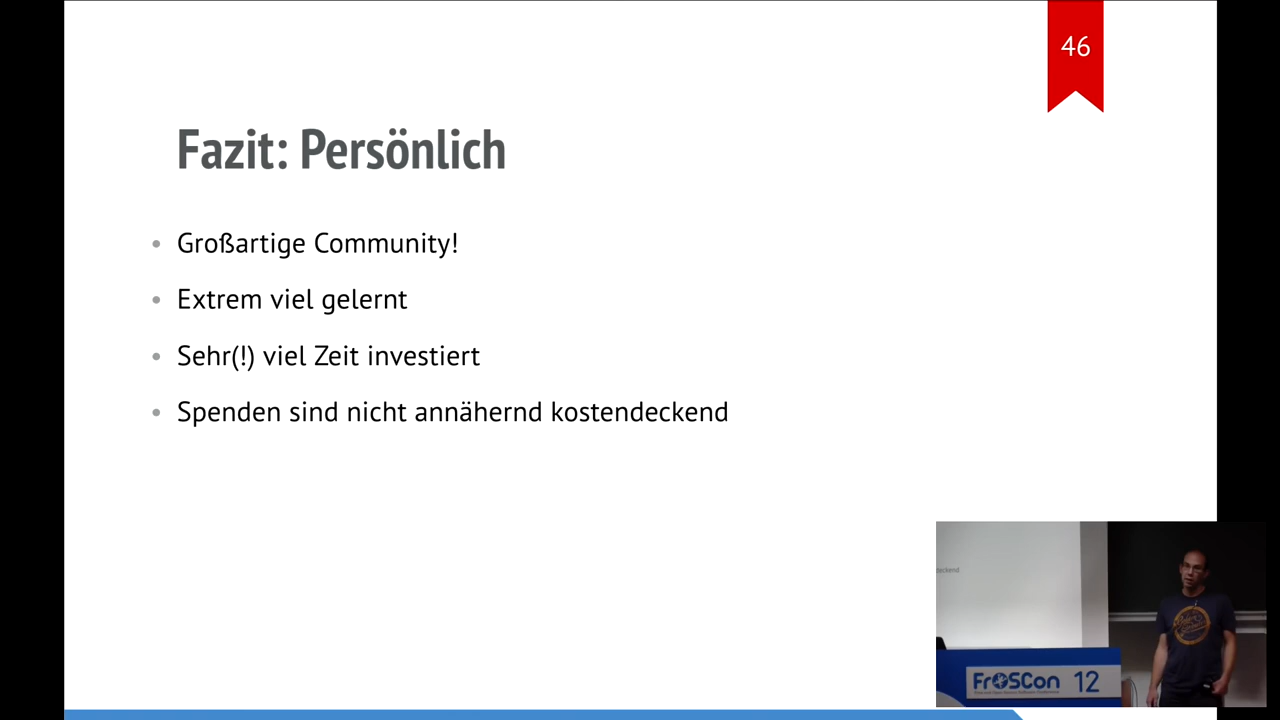 46
Fazit: Persönlich
Großartige Community!
Extrem viel gelernt
Sehr(!) viel Zeit investiert
Spenden sind nicht annähernd kostendeckend
FrOSCon 12